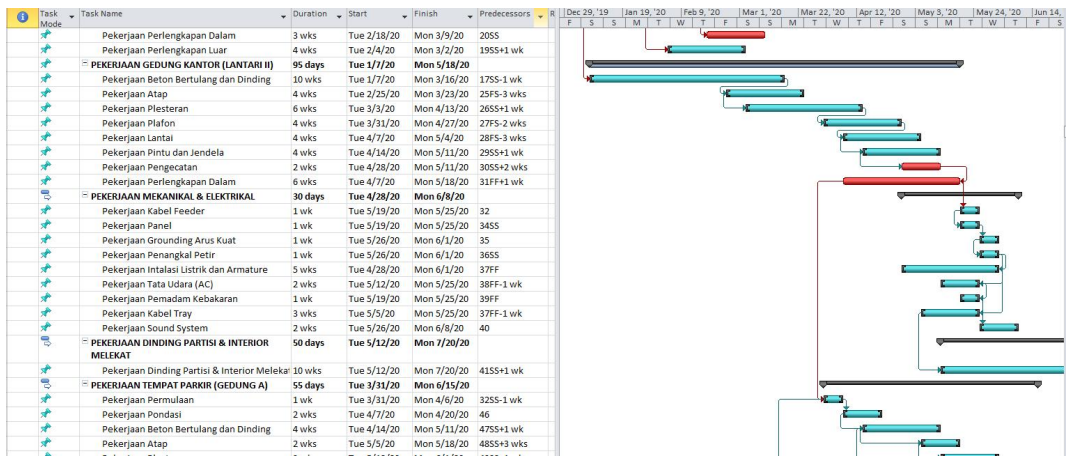 Task Mode Task Name Duration Start Finish Predecessors R Dec 29, '19 Jan 19, '20 Feb 9, '20 Mar 1, '20 Mar 22, '20 Apr 12, '20 May 3, '20 May 24, '20 Jun 14,
F S S M T W T F S S M T W T F S S M T W T F S
Pekerjaan Perlengkapan Dalam 3 wks Tue 2/18/20 Mon 3/9/20 20SS
Pekerjaan Perlengkapan Luar 4 wks Tue 2/4/20 Mon 3/2/20 19SS+1 wk
PEKERJAAN GEDUNG KANTOR (LANTARI II) 95 days Tue 1/7/20 Mon 5/18/20
Pekerjaan Beton Bertulang dan Dinding 10 wks Tue 1/7/20 Mon 3/16/20 17SS-1 wk
Pekerjaan Atap 4 wks Tue 2/25/20 Mon 3/23/20 25FS-3 wks
Pekerjaan Plesteran 6 wks Tue 3/3/20 Mon 4/13/20 26SS+1 wk
Pekerjaan Plafon 4 wks Tue 3/31/20 Mon 4/27/20 27FS-2 wks
Pekerjaan Lantai 4 wks Tue 4/7/20 Mon 5/4/20 28FS-3 wks
Pekerjaan Pintu dan Jendela 4 wks Tue 4/14/20 Mon 5/11/20 29SS+1 wk
Pekerjaan Pengecatan 2 wks Tue 4/28/20 Mon 5/11/20 30SS+2 wks
Pekerjaan Perlengkapan Dalam 6 wks Tue 4/7/20 Mon 5/18/20 31FF+1 wk
PEKERJAAN MEKANIKAL & ELEKTRIKAL 30 days Tue 4/28/20 Mon 6/8/20
Pekerjaan Kabel Feeder 1 wk Tue 5/19/20 Mon 5/25/20 32
Pekerjaan Panel 1 wk Tue 5/19/20 Mon 5/25/20 34SS
Pekerjaan Grounding Arus Kuat 1 wk Tue 5/26/20 Mon 6/1/20 35
Pekerjaan Penangkal Petir 1 wk Tue 5/26/20 Mon 6/1/20 36SS
Pekerjaan Intalasi Listrik dan Armature 5 wks Tue 4/28/20 Mon 6/1/20 37FF
Pekerjaan Tata Udara (AC) 2 wks Tue 5/12/20 Mon 5/25/20 38FF-1 wk
Pekerjaan Pemadam Kebakaran 1 wk Tue 5/19/20 Mon 5/25/20 39FF
Pekerjaan Kabel Tray 3 wks Tue 5/5/20 Mon 5/25/20 37FF-1 wk
Pekerjaan Sound System 2 wks Tue 5/26/20 Mon 6/8/20 40
PEKERJAAN DINDING PARTISI & INTERIOR 50 days Tue 5/12/20 Mon 7/20/20
MELEKAT
Pekerjaan Dinding Partisi & Interior Melekat 10 wks Tue 5/12/20 Mon 7/20/20 41SS+1 wk
PEKERJAAN TEMPAT PARKIR (GEDUNG A) 55 days Tue 3/31/20 Mon 6/15/20
Pekerjaan Permulaan 1 wk Tue 3/31/20 Mon 4/6/20 32SS-1 wk
Pekerjaan Pondasi 2 wks Tue 4/7/20 Mon 4/20/20 46
Pekerjaan Beton Bertulang dan Dinding 4 wks Tue 4/14/20 Mon 5/11/20 47SS+1 wk
Pekerjaan Atap 2 wks Tue 5/5/20 Mon 5/18/20 48SS+3 wks